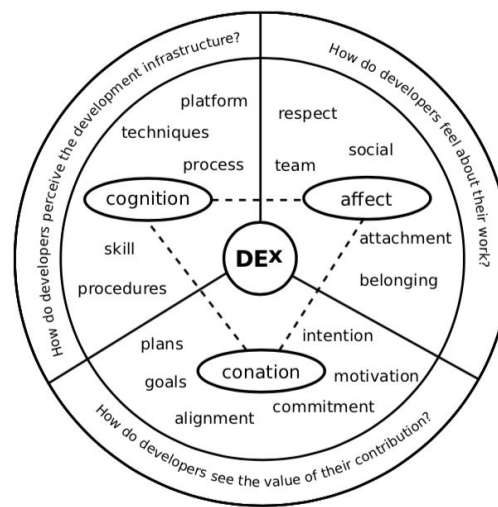 How do developers perceive the development infrastructure?
How do developers feel about their work?
platform
techniques
process
cognition
skill
procedures
respect
social
team
affect
attachment
belonging
DEx
intention
plans
conation
motivation
goals
commitment
alignment
How do developers see the value of their contribution?